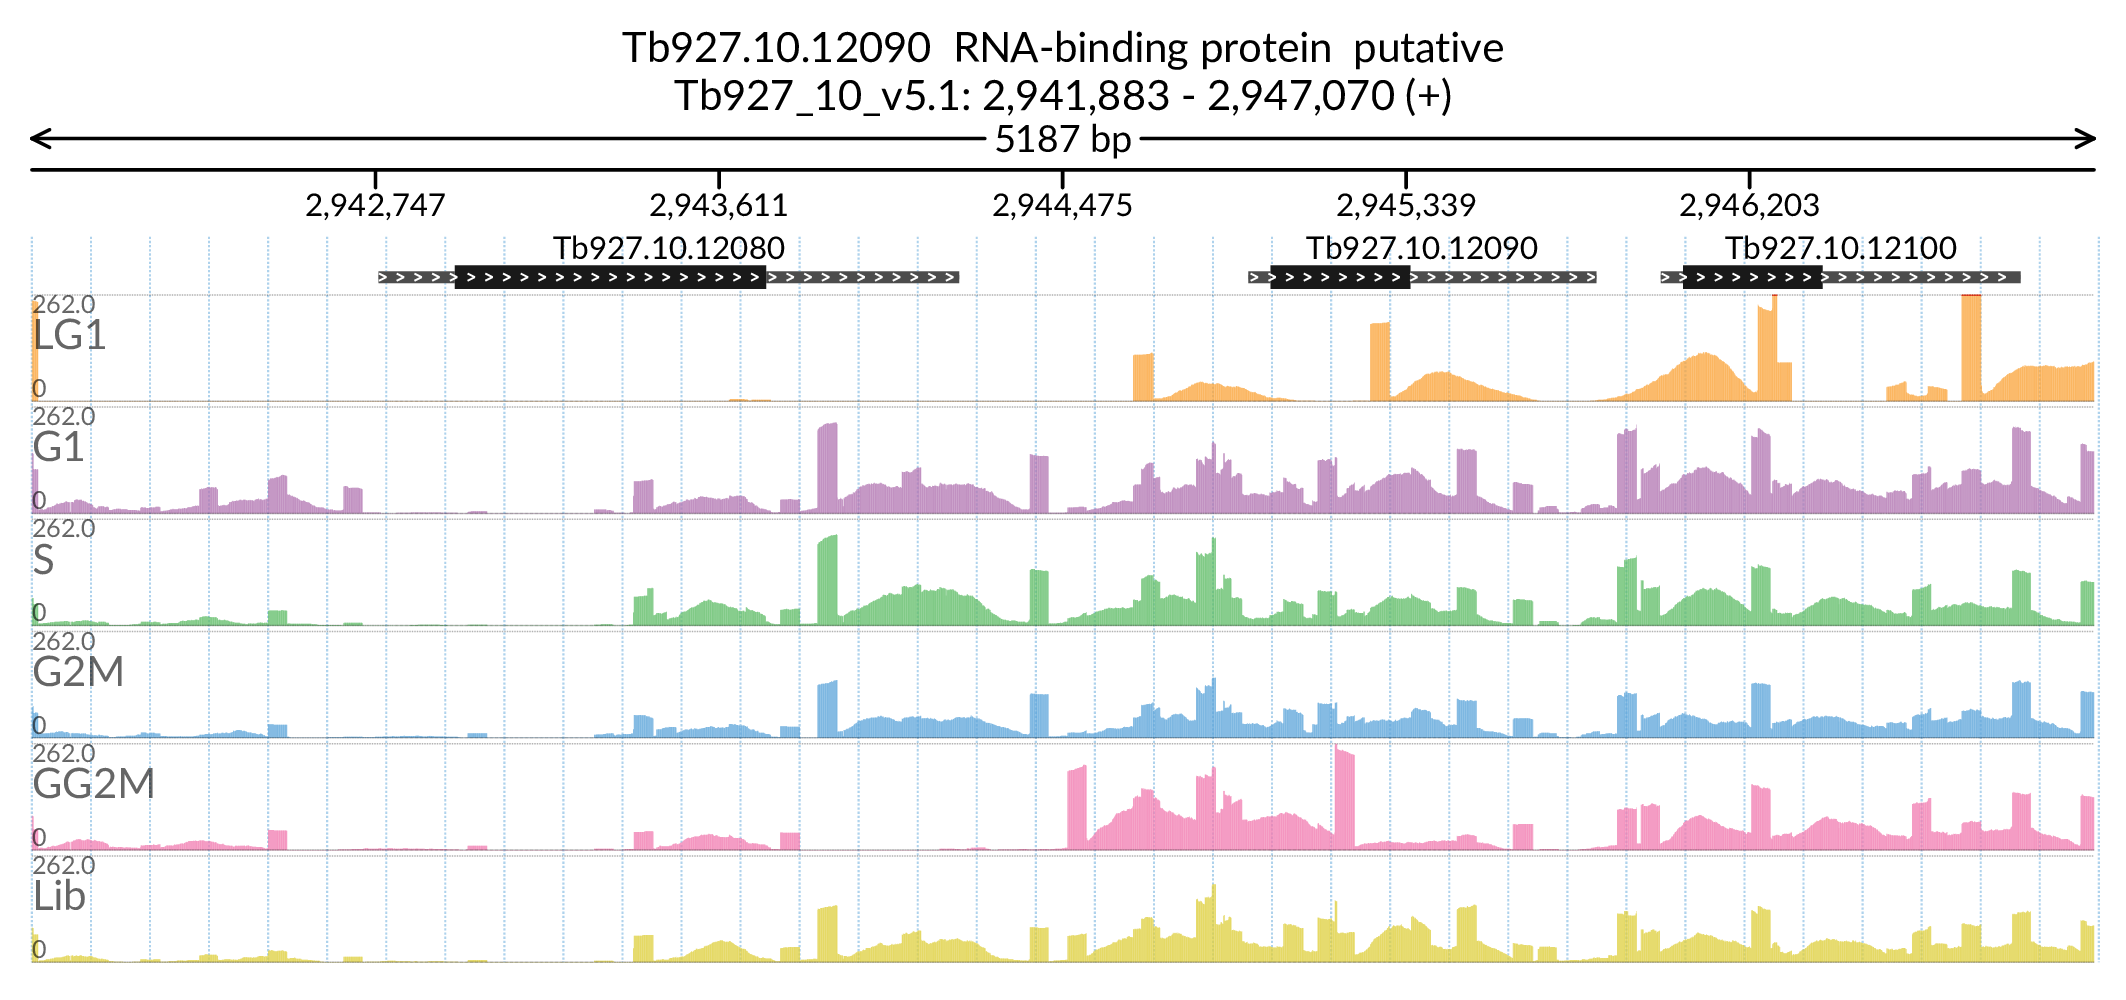 Tb927.10.12090  RNA-binding protein  putative
Tb927_10_v5.1: 2,941,883 - 2,947,070 (+)
5187 bp
2,942,747 2,943,611 2,944,475 2,945,339 2,946,203
Tb927.10.12080 Tb927.10.12090 Tb927.10.12100
262.0
LG1
0
262.0
G1
0
262.0
S
0
262.0
G2M
0
262.0
GG2M
0
262.0
Lib
0